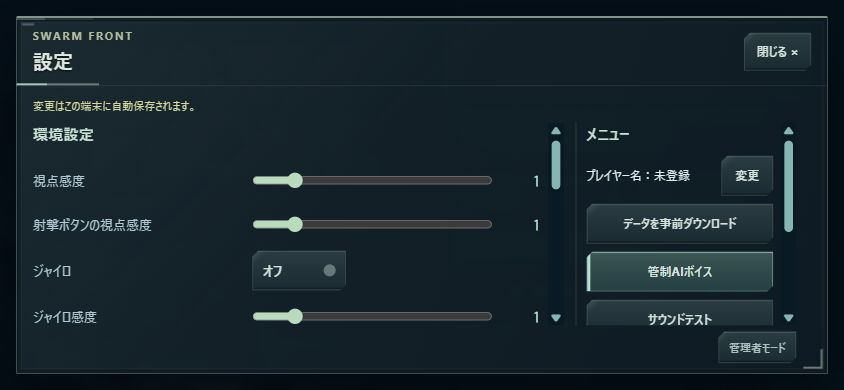 SWARM FRONT
設定
閉じる ×
変更はこの端末に自動保存されます。
環境設定
視点感度 1
射撃ボタンの視点感度 1
ジャイロ オフ
ジャイロ感度 1
メニュー
プレイヤー名：未登録 変更
データを事前ダウンロード
管制AIボイス
サウンドテスト
管理者モード